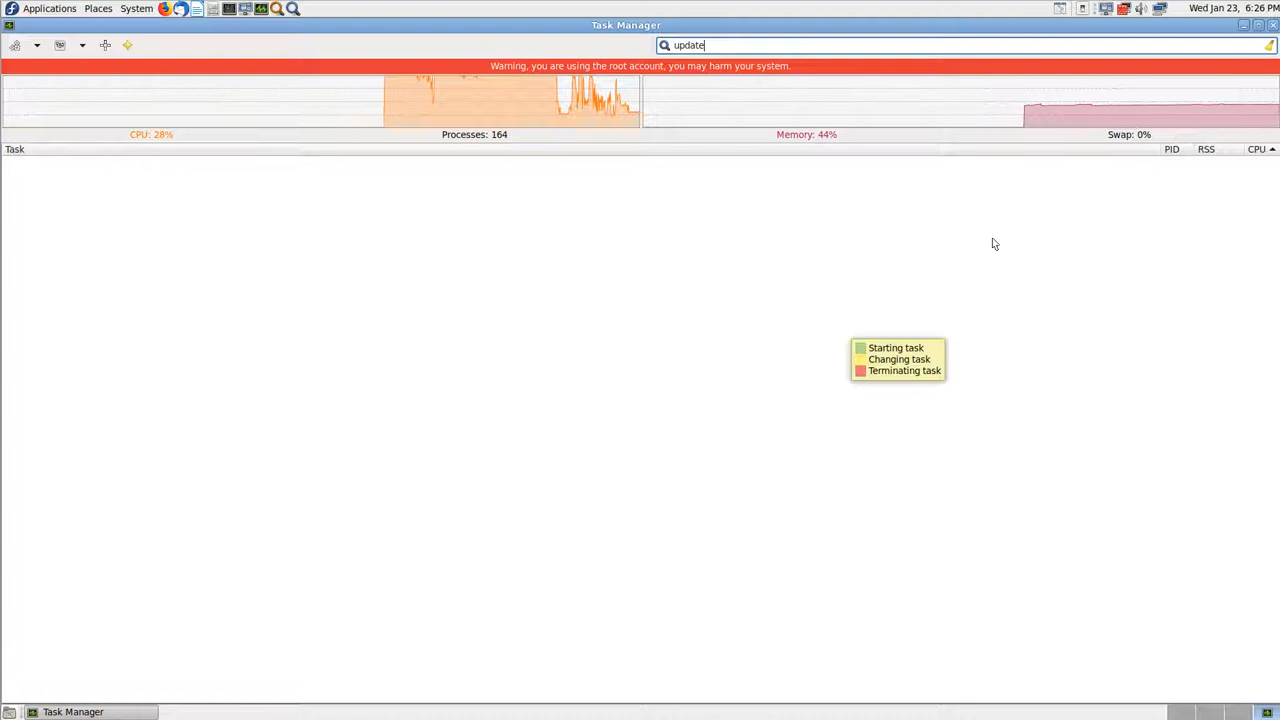 Applications Places System Wed Jan 23, 6:26 PM
Task Manager
update
Warning, you are using the root account, you may harm your system.
CPU: 28% Processes: 164 Memory: 44% Swap: 0%
Task PID RSS CPU
Starting task
Changing task
Terminating task
Task Manager